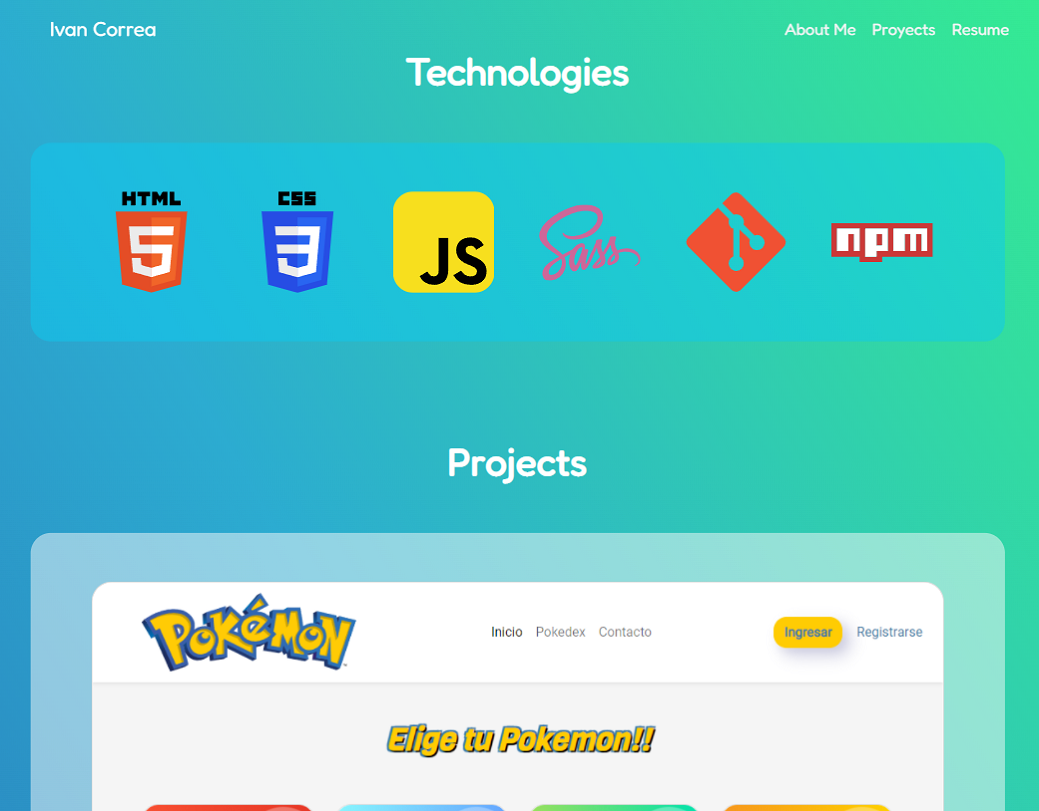 Ivan Correa
About Me Proyects Resume
Technologies
HTML
5
CSS
3
JS
Sass
npm
Projects
POKéMON
Inicio Pokedex Contacto
Ingresar Registrarse
Elige tu Pokemon!!